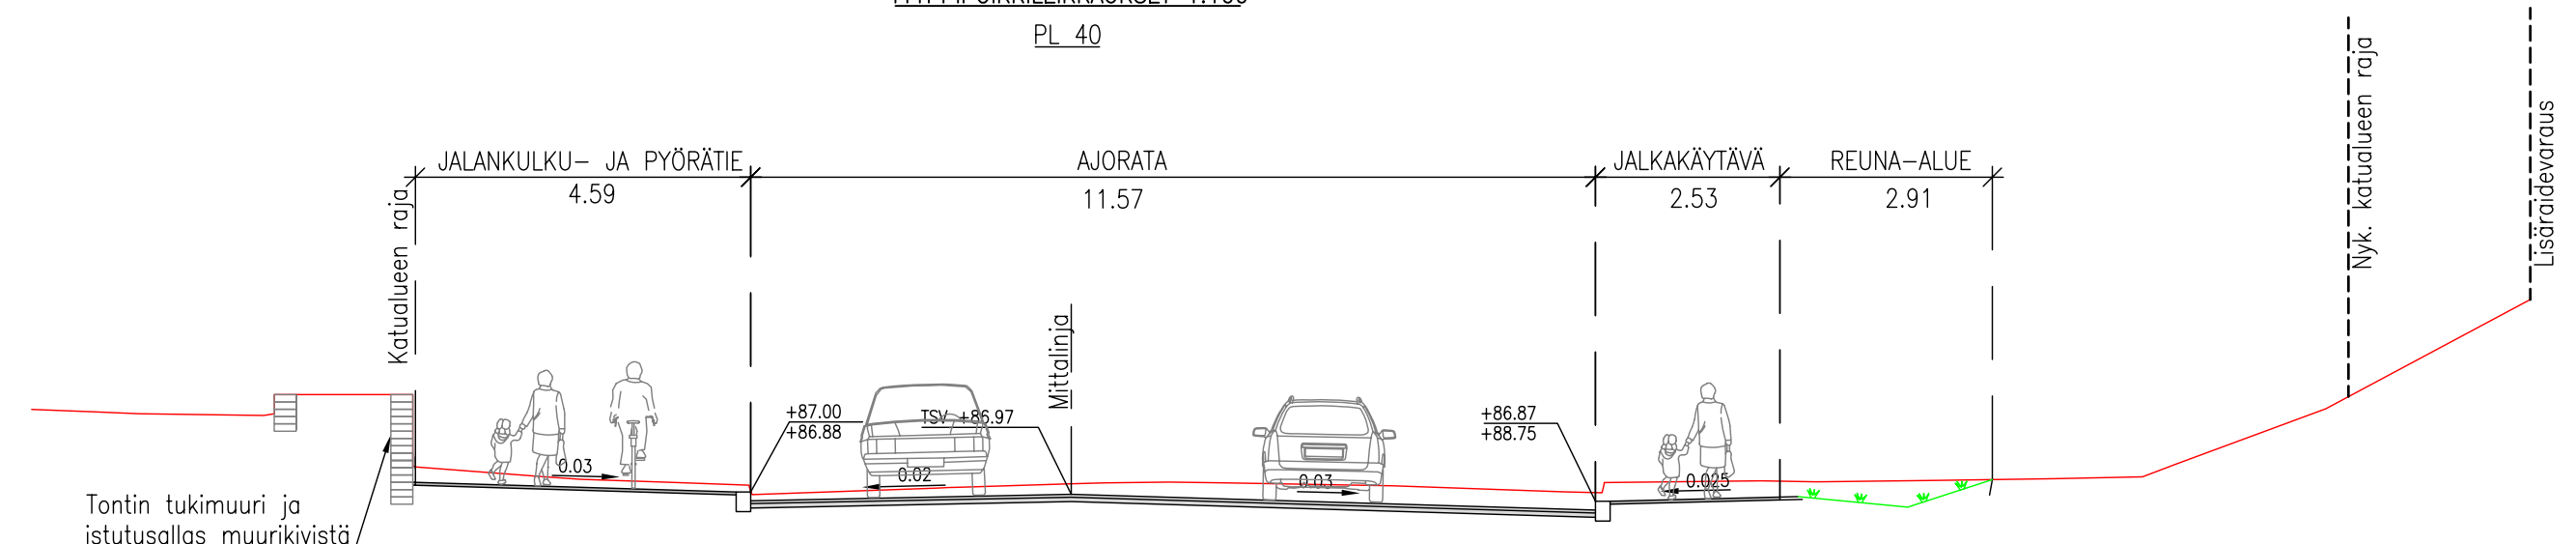 PL 40
JALANKULKU- JA PYÖRÄTIE
AJORATA
JALKAKÄYTÄVÄ
REUNA-ALUE
4.59
11.57
2.53
2.91
Katualueen raja
Mittalinja
Nyk. katualueen raja
Lisäraidevaraus
+87.00
+86.88
TSV +86.97
+86.87
+88.75
0.03
0.02
0.03
0.025
Tontin tukimuuri ja
istutusallas muurikivistä